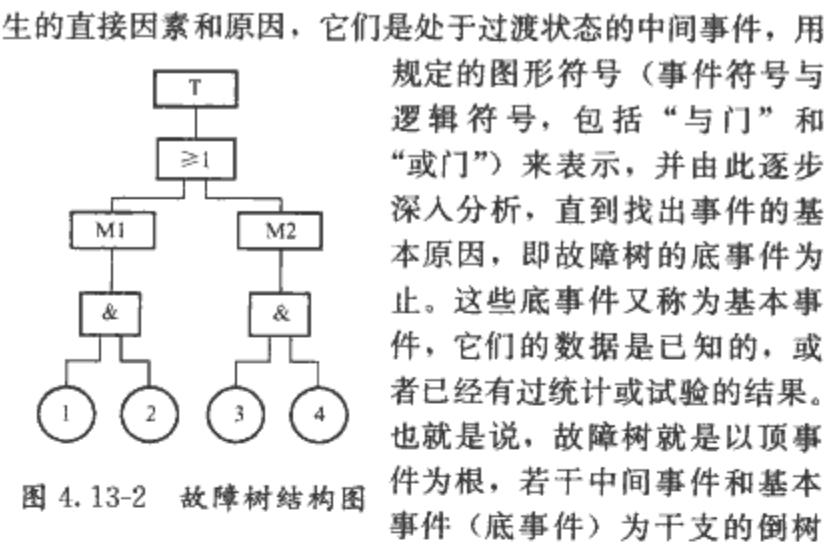 生的直接因素和原因，它们是处于过渡状态的中间事件，用
规定的图形符号（事件符号与
逻辑符号，包括“与门”和
“或门”）来表示，并由此逐步
深入分析，直到找出事件的基
本原因，即故障树的底事件为
止。这些底事件又称为基本事
件，它们的数据是已知的，或
者已经有过统计或试验的结果。
也就是说，故障树就是以顶事
件为根，若干中间事件和基本
事件（底事件）为干支的倒树
T
≥1
M1 M2
& &
1 2 3 4
图 4.13-2 故障树结构图